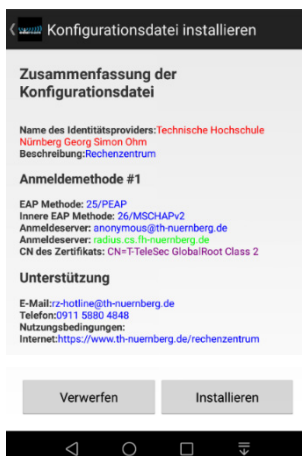 Konfigurationsdatei installieren
Zusammenfassung der
Konfigurationsdatei
Name des Identitätsproviders:Technische Hochschule
Nürnberg Georg Simon Ohm
Beschreibung:Rechenzentrum
Anmeldemethode #1
EAP Methode: 25/PEAP
Innere EAP Methode: 26/MSCHAPv2
Anmeldeserver: anonymous@th-nuernberg.de
Anmeldeserver: radius.cs.fh-nuernberg.de
CN des Zertifikats: CN=T-TeleSec GlobalRoot Class 2
Unterstützung
E-Mail:rz-hotline@th-nuernberg.de
Telefon:0911 5880 4848
Nutzungsbedingungen:
Internet:https://www.th-nuernberg.de/rechenzentrum
Verwerfen
Installieren